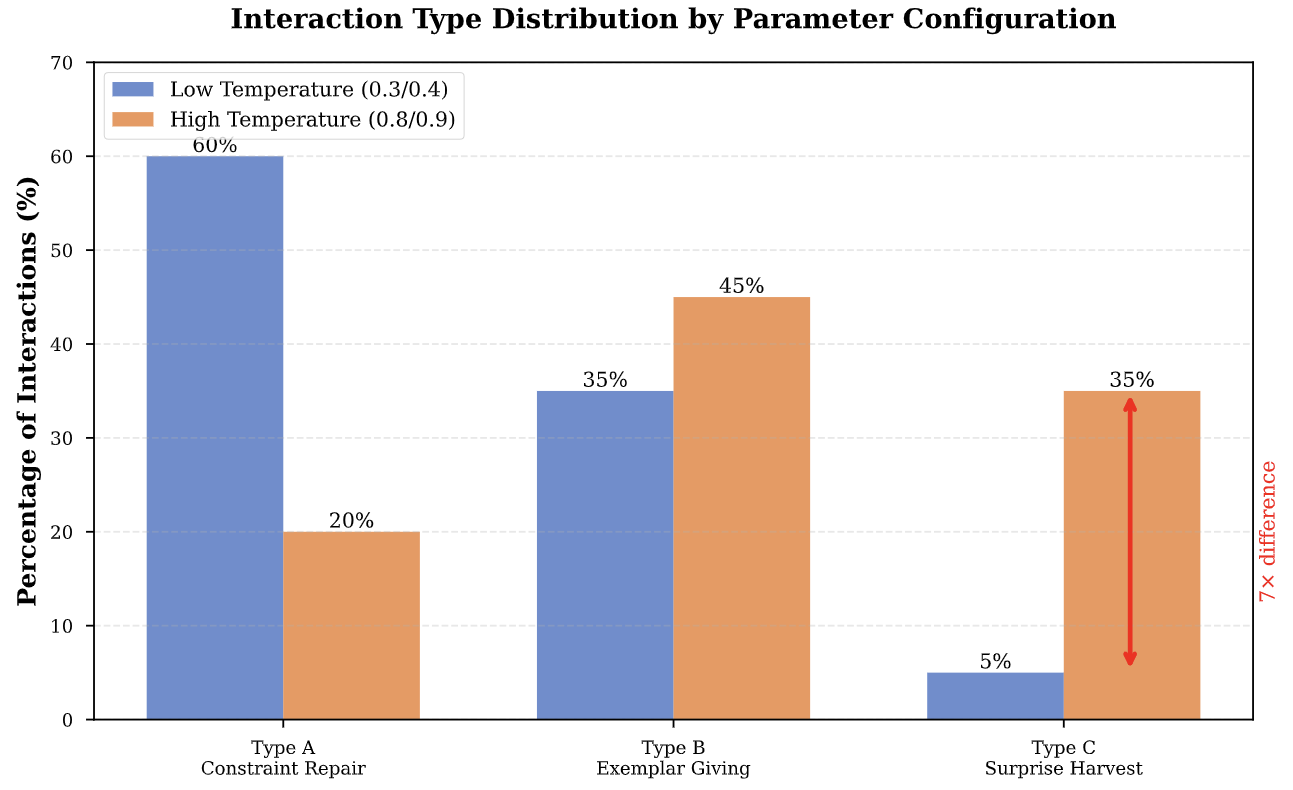 Interaction Type Distribution by Parameter Configuration
Percentage of Interactions (%)
70
60
50
40
30
20
10
0
Low Temperature (0.3/0.4)
High Temperature (0.8/0.9)
60%
20%
35%
45%
5%
35%
7× difference
Type A
Constraint Repair
Type B
Exemplar Giving
Type C
Surprise Harvest